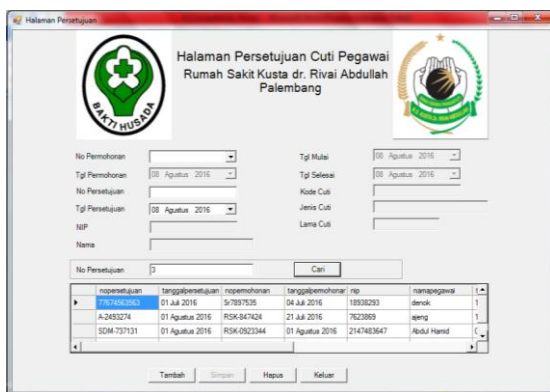 Halaman Persetujuan
Halaman Persetujuan Cuti Pegawai
Rumah Sakit Kusta dr. Rivai Abdullah
Palembang
BAKTI HUSADA
No Permohonan
Tgl Permohonan 08 Agustus 2016
No Persetujuan
Tgl Persetujuan 08 Agustus 2016
NIP
Nama
Tgl Mulai 08 Agustus 2016
Tgl Selesai 08 Agustus 2016
Kode Cuti
Jenis Cuti
Lama Cuti
No Persetujuan 3 Cari
nopersetujuan tanggalpersetujuan nopermohonan tanggalpermohonar nip namapegawai
77674563563 01 Juli 2016 Sr7897535 04 Juli 2016 18938293 denok 1
A-2493274 01 Agustus 2016 RSK-847424 21 Juli 2016 7623869 ajeng 1
SDM-737131 01 Agustus 2016 RSK-0923344 01 Agustus 2016 2147483647 Abdul Hamid
Tambah Simpan Hapus Keluar